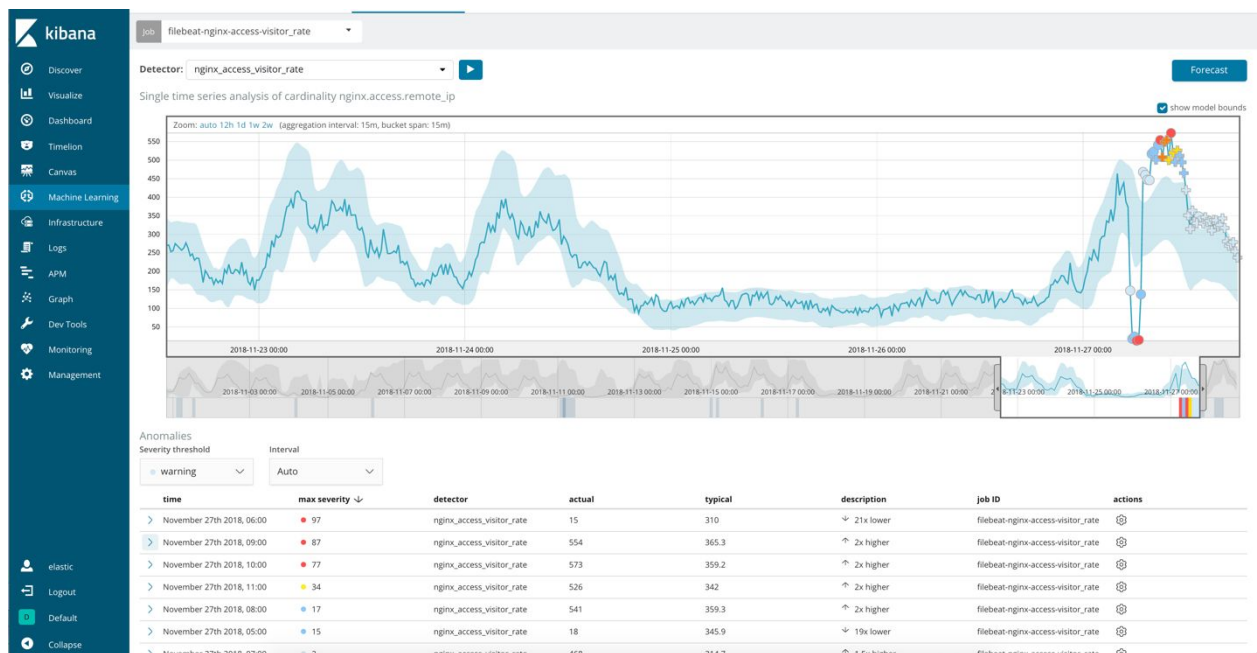 kibana
Discover
Visualize
Dashboard
Timelion
Canvas
Machine Learning
Infrastructure
Logs
APM
Graph
Dev Tools
Monitoring
Management
elastic
Logout
D Default
Collapse
Job filebeat-nginx-access-visitor_rate
Detector: nginx_access_visitor_rate
Forecast
Single time series analysis of cardinality nginx.access.remote_ip
show model bounds
Zoom: auto 12h 1d 1w 2w (aggregation interval: 15m, bucket span: 15m)
550
500
450
400
350
300
250
200
150
100
50
2018-11-23 00:00 2018-11-24 00:00 2018-11-25 00:00 2018-11-26 00:00 2018-11-27 00:00
2018-11-03 00:00 2018-11-05 00:00 2018-11-07 00:00 2018-11-09 00:00 2018-11-11 00:00 2018-11-13 00:00 2018-11-15 00:00 2018-11-17 00:00 2018-11-19 00:00 2018-11-21 00:00 8-11-23 00:00 2018-11-25 00:00 2018-11-27 00:00
Anomalies
Severity threshold Interval
warning Auto
time max severity detector actual typical description job ID actions
November 27th 2018, 06:00 97 nginx_access_visitor_rate 15 310 21x lower filebeat-nginx-access-visitor_rate
November 27th 2018, 09:00 87 nginx_access_visitor_rate 554 365.3 2x higher filebeat-nginx-access-visitor_rate
November 27th 2018, 10:00 77 nginx_access_visitor_rate 573 359.2 2x higher filebeat-nginx-access-visitor_rate
November 27th 2018, 11:00 34 nginx_access_visitor_rate 526 342 2x higher filebeat-nginx-access-visitor_rate
November 27th 2018, 08:00 17 nginx_access_visitor_rate 541 359.3 2x higher filebeat-nginx-access-visitor_rate
November 27th 2018, 05:00 15 nginx_access_visitor_rate 18 345.9 19x lower filebeat-nginx-access-visitor_rate